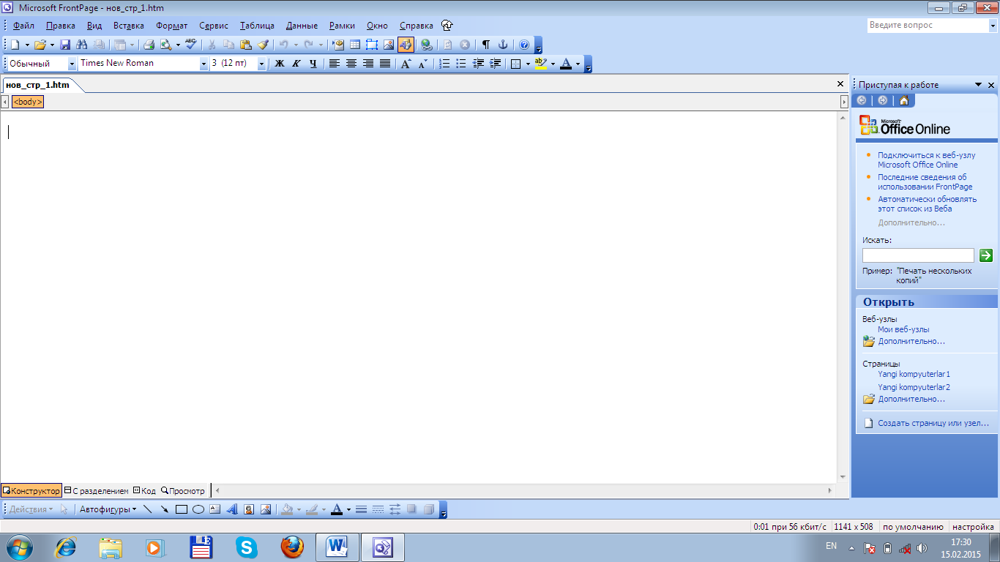 Microsoft FrontPage - нов_стр_1.htm
Файл Правка Вид Вставка Формат Сервис Таблица Данные Рамки Окно Справка
Введите вопрос
Обычный Times New Roman 3 (12 пт) Ж К Ч
нов_стр_1.htm
<body>
Приступая к работе
Microsoft
Office Online
Подключиться к веб-узлу
Microsoft Office Online
Последние сведения об
использовании FrontPage
Автоматически обновлять
этот список из Веба
Дополнительно...
Искать:
Пример: "Печать нескольких
копий"
Открыть
Веб-узлы
Мои веб-узлы
Дополнительно...
Страницы
Yangi kompyuterlar1
Yangi kompyuterlar2
Дополнительно...
Создать страницу или узел...
Конструктор С разделением Код Просмотр
Действия Автофигуры
0:01 при 56 кбит/с 1141 x 508 по умолчанию настройка
EN
17:30
15.02.2015